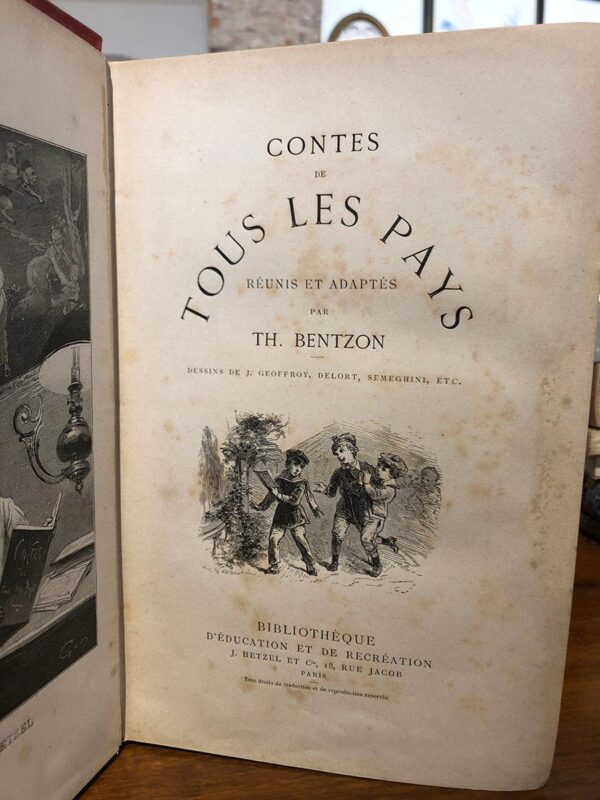 CONTES
DE
TOUS LES PAYS
RÉUNIS ET ADAPTÉS
PAR
TH. BENTZON
DESSINS DE J. GEOFFROY, DELORT, SEMEGHINI, ETC.
BIBLIOTHÈQUE
D'ÉDUCATION ET DE RECRÉATION
J. HETZEL ET Cie, 18, RUE JACOB
PARIS
Tous droits de traduction et de reproduction réservés